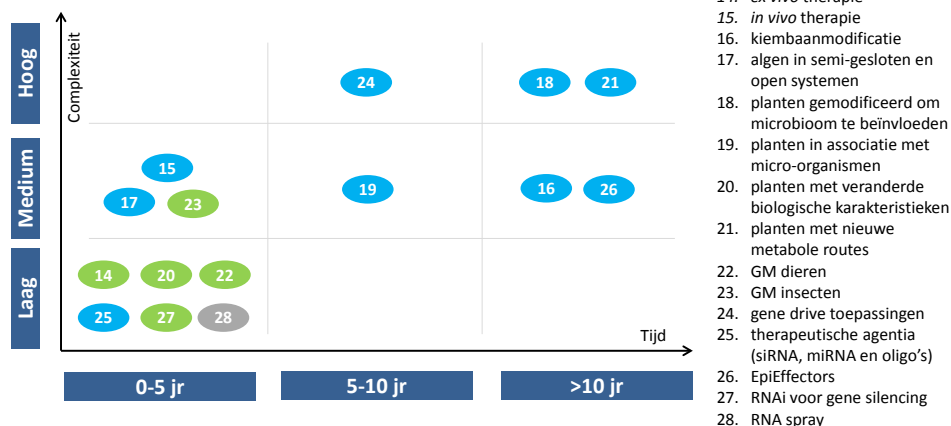 Hoog
Medium
Laag
Complexiteit
24
18
21
15
17
23
19
16
26
14
20
22
25
27
28
Tijd
0-5 jr
5-10 jr
>10 jr
14. ex vivo therapie
15. in vivo therapie
16. kiembaanmodificatie
17. algen in semi-gesloten en
open systemen
18. planten gemodificeerd om
microbioom te beïnvloeden
19. planten in associatie met
micro-organismen
20. planten met veranderde
biologische karakteristieken
21. planten met nieuwe
metabole routes
22. GM dieren
23. GM insecten
24. gene drive toepassingen
25. therapeutische agentia
(siRNA, miRNA en oligo's)
26. EpiEffectors
27. RNAi voor gene silencing
28. RNA spray